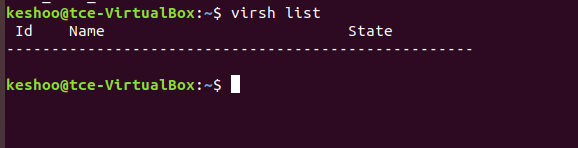 keshoo@tce-VirtualBox:~$ virsh list
 Id    Name                           State
----------------------------------------------------
keshoo@tce-VirtualBox:~$